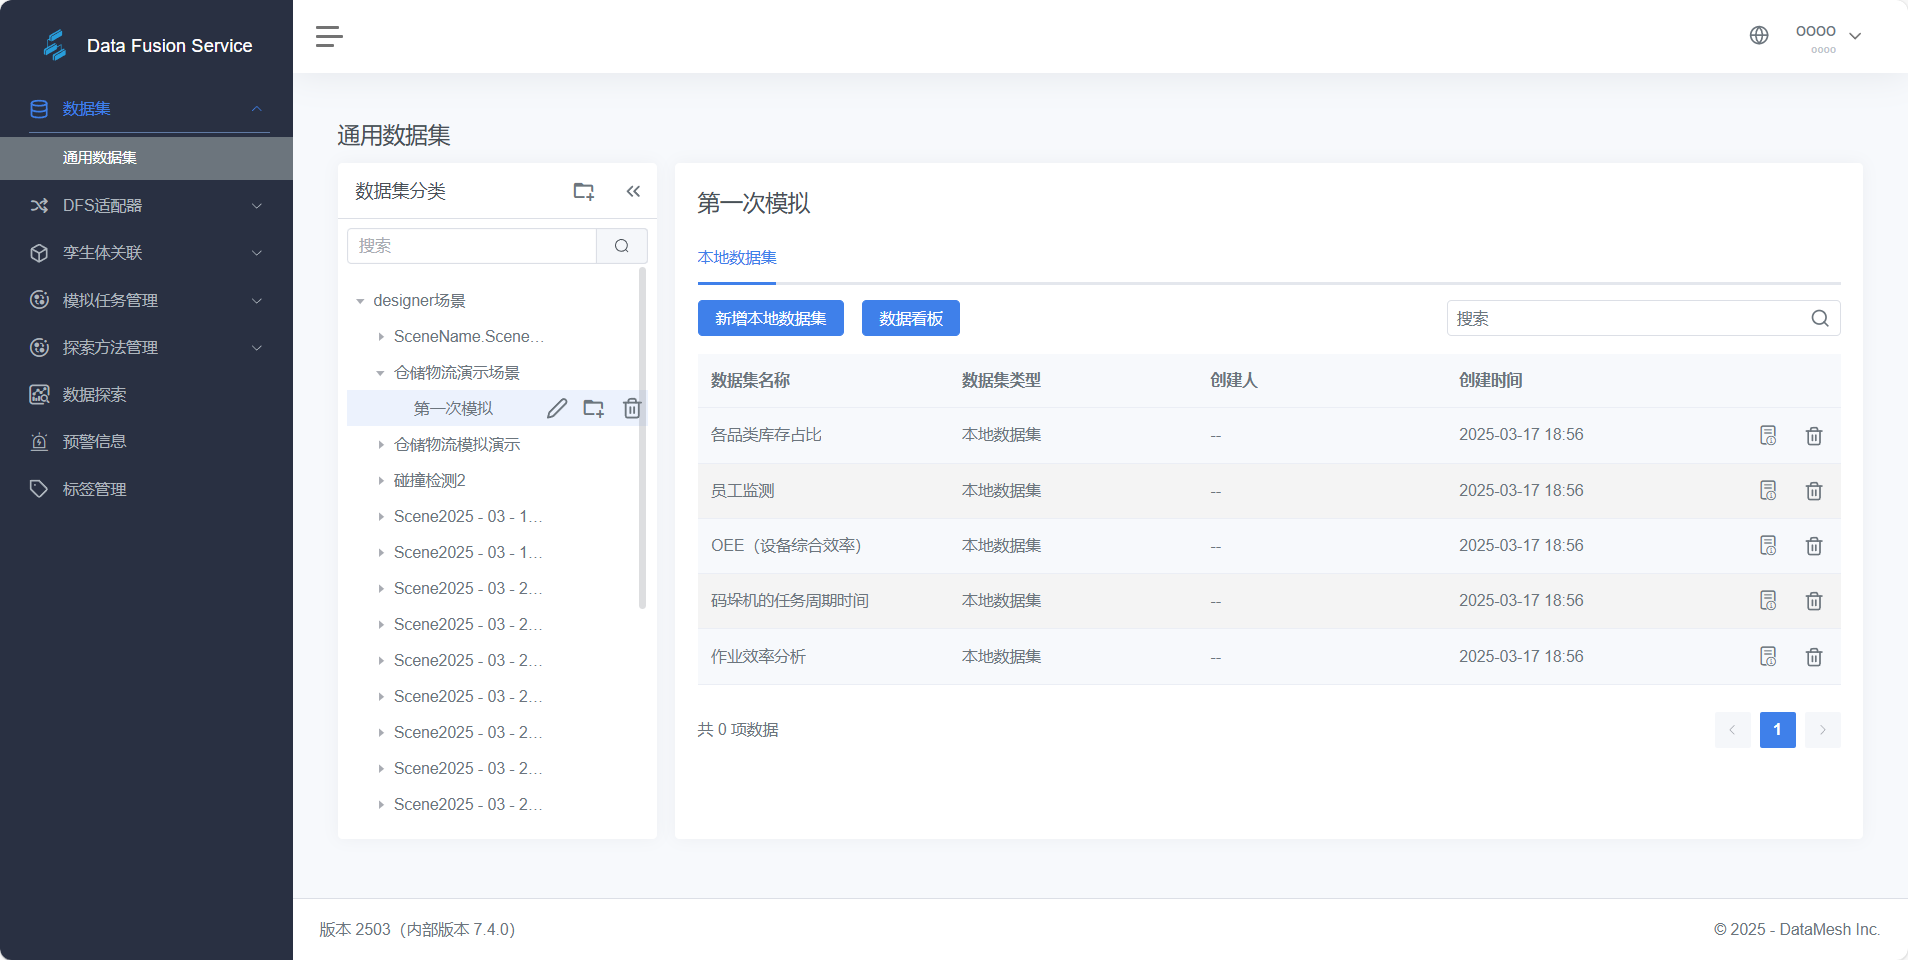 Data Fusion Service
数据集
通用数据集
DFS适配器
孪生体关联
模拟任务管理
探索方法管理
数据探索
预警信息
标签管理
oooo
oooo
通用数据集
数据集分类
搜索
designer场景
SceneName.Scene...
仓储物流演示场景
第一次模拟
仓储物流模拟演示
碰撞检测2
Scene2025 - 03 - 1...
Scene2025 - 03 - 1...
Scene2025 - 03 - 2...
Scene2025 - 03 - 2...
Scene2025 - 03 - 2...
Scene2025 - 03 - 2...
Scene2025 - 03 - 2...
Scene2025 - 03 - 2...
Scene2025 - 03 - 2...
第一次模拟
本地数据集
新增本地数据集 数据看板 搜索
数据集名称 数据集类型 创建人 创建时间
各品类库存占比 本地数据集 -- 2025-03-17 18:56
员工监测 本地数据集 -- 2025-03-17 18:56
OEE（设备综合效率） 本地数据集 -- 2025-03-17 18:56
码垛机的任务周期时间 本地数据集 -- 2025-03-17 18:56
作业效率分析 本地数据集 -- 2025-03-17 18:56
共 0 项数据 1
版本 2503（内部版本 7.4.0） © 2025 - DataMesh Inc.